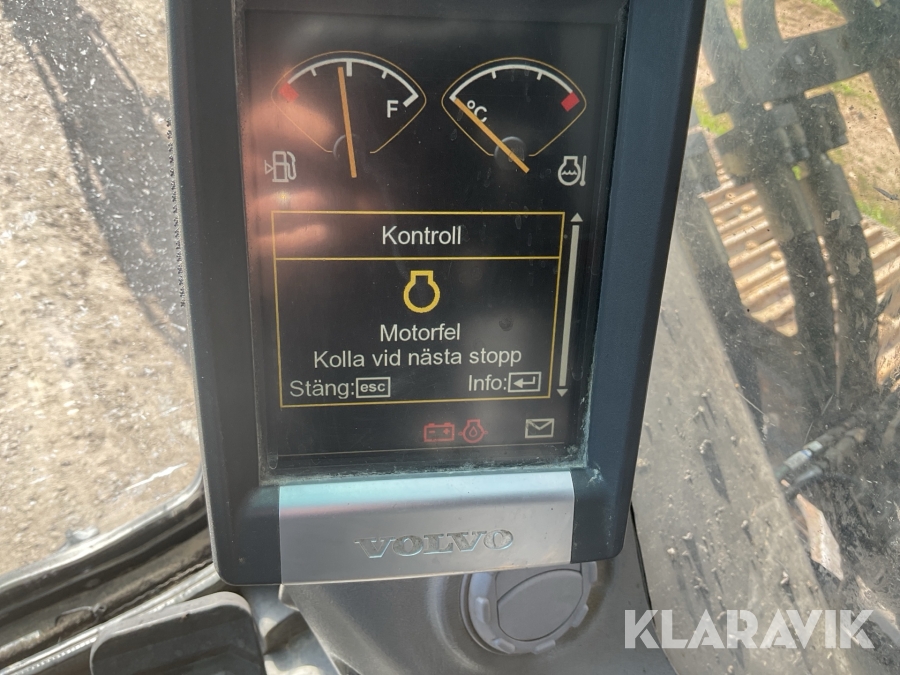 F
°C
Kontroll
Motorfel
Kolla vid nästa stopp
Stäng: esc Info:
VOLVO
KLARAVIK